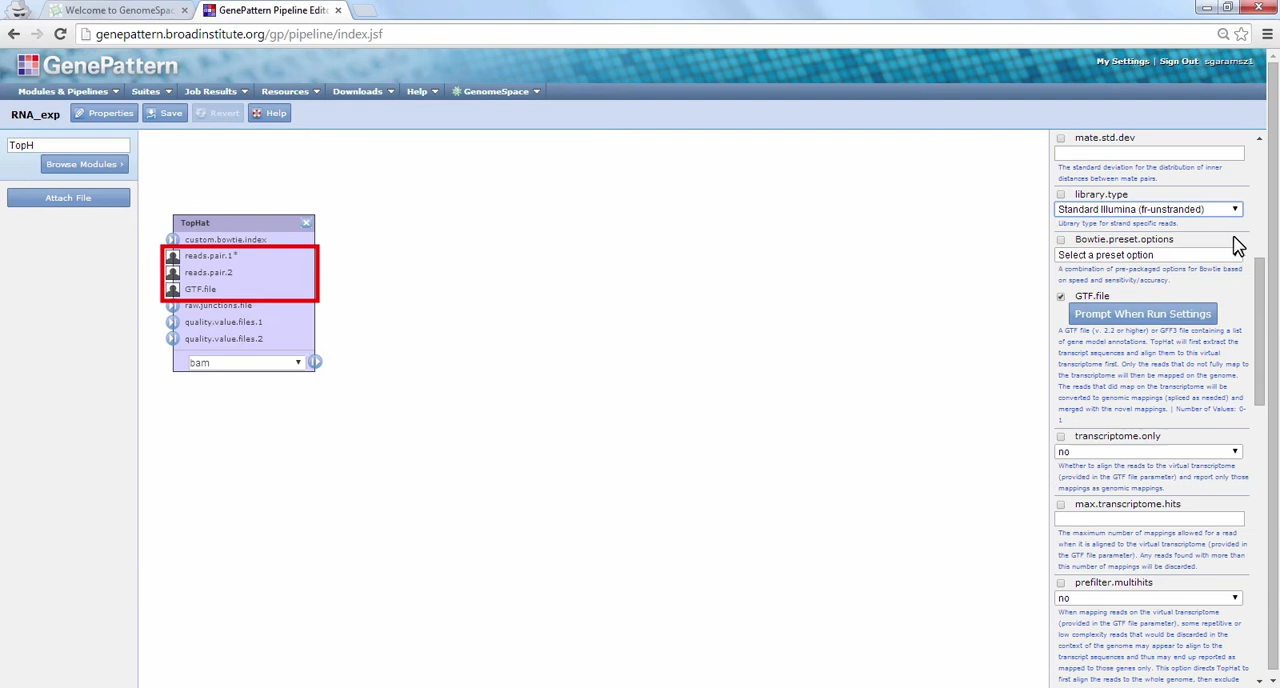 Welcome to GenomeSpac
GenePattern Pipeline Edito
genepattern.broadinstitute.org/gp/pipeline/index.jsf
GenePattern
My Settings | Sign Out sgaramsz1
Modules & Pipelines Suites Job Results Resources Downloads Help GenomeSpace
RNA_exp Properties Save Revert Help
TopH
Browse Modules ›
Attach File
TopHat
custom.bowtie.index
reads.pair.1*
reads.pair.2
GTF.file
raw.junctions.file
quality.value.files.1
quality.value.files.2
bam
mate.std.dev
The standard deviation for the distribution of inner
distances between mate pairs.
library.type
Standard Illumina (fr-unstranded)
Library type for strand specific reads.
Bowtie.preset.options
Select a preset option
A combination of pre-packaged options for Bowtie based
on speed and sensitivity/accuracy.
GTF.file
Prompt When Run Settings
A GTF file (v. 2.2 or higher) or GFF3 file containing a list
of gene model annotations. TopHat will first extract the
transcript sequences and align them to this virtual
transcriptome first. Only the reads that do not fully map to
the transcriptome will then be mapped on the genome.
The reads that did map on the transcriptome will be
converted to genomic mappings (spliced as needed) and
merged with the novel mappings. | Number of Values: 0-
1
transcriptome.only
no
Whether to align the reads to the virtual transcriptome
(provided in the GTF file parameter) and report only those
mappings as genomic mappings.
max.transcriptome.hits
The maximum number of mappings allowed for a read
when it is aligned to the virtual transcriptome (provided in
the GTF file parameter). Any reads found with more than
this number of mappings will be discarded.
prefilter.multihits
no
When mapping reads on the virtual transcriptome
(provided in the GTF file parameter), some repetitive or
low complexity reads that would be discarded in the
context of the genome may appear to align to the
transcript sequences and thus may end up reported as
mapped to those genes only. This option directs TopHat to
first align the reads to the whole genome, then exclude